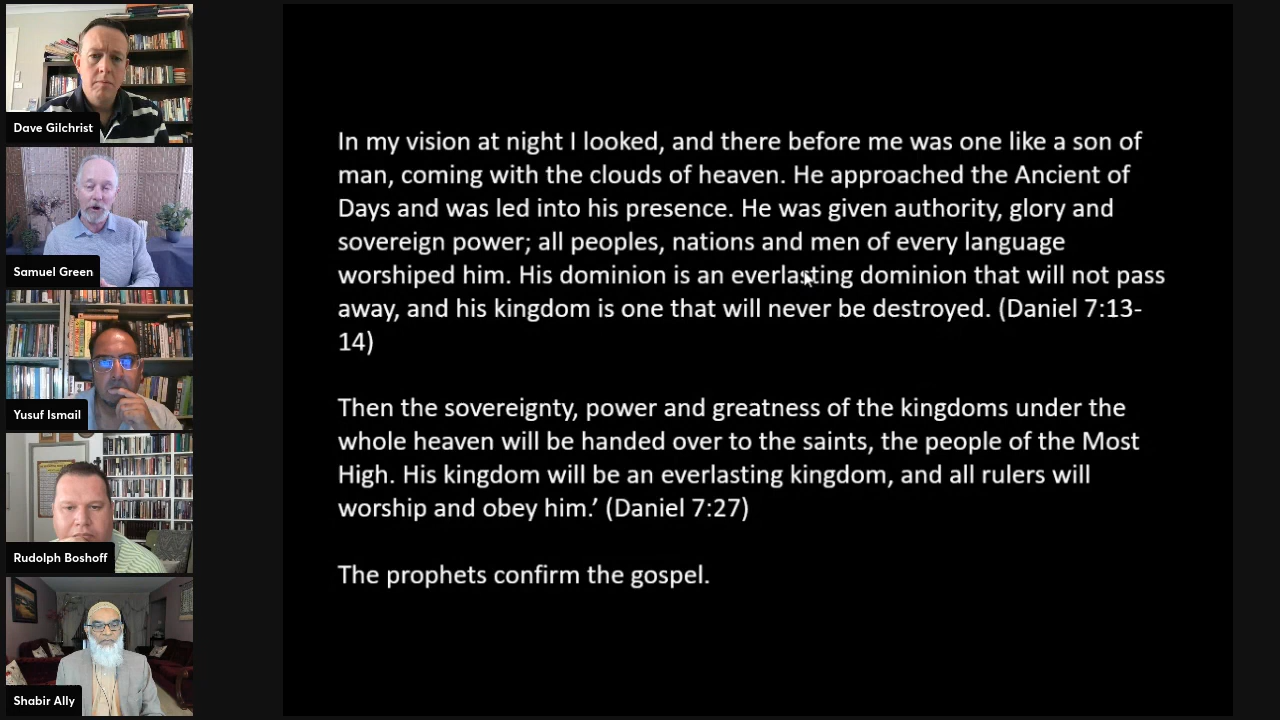 Dave Gilchrist
Samuel Green
Yusuf Ismail
Rudolph Boshoff
Shabir Ally
In my vision at night I looked, and there before me was one like a son of
man, coming with the clouds of heaven. He approached the Ancient of
Days and was led into his presence. He was given authority, glory and
sovereign power; all peoples, nations and men of every language
worshiped him. His dominion is an everlasting dominion that will not pass
away, and his kingdom is one that will never be destroyed. (Daniel 7:13-
14)
Then the sovereignty, power and greatness of the kingdoms under the
whole heaven will be handed over to the saints, the people of the Most
High. His kingdom will be an everlasting kingdom, and all rulers will
worship and obey him.’ (Daniel 7:27)
The prophets confirm the gospel.